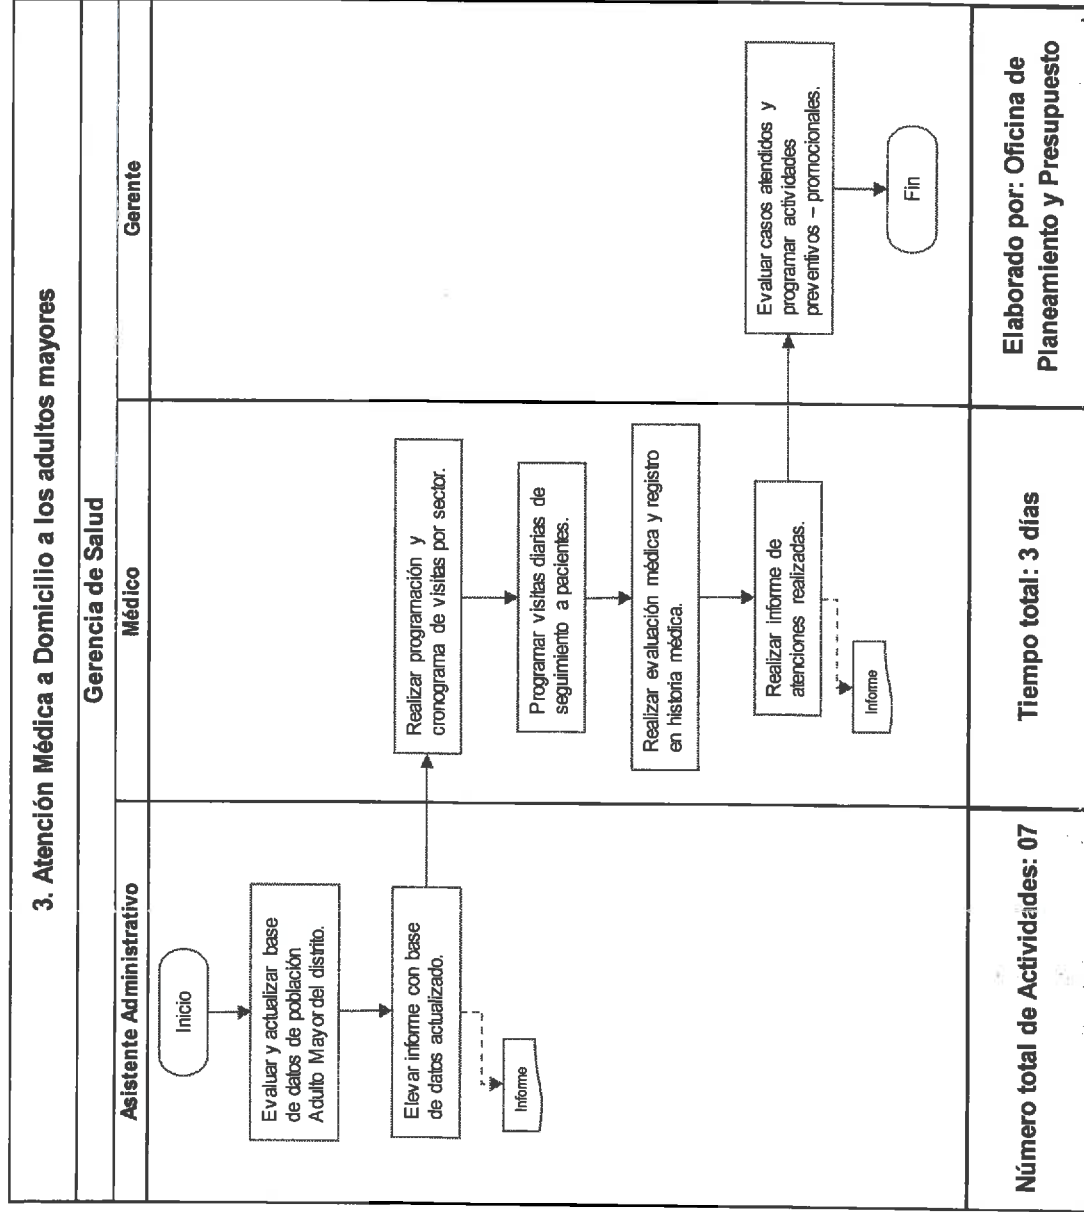 3. Atención Médica a Domicilio a los adultos mayores
Gerencia de Salud
Asistente Administrativo
Médico
Gerente
Inicio
Evaluar y actualizar base
de datos de población
Adulto Mayor del distrito.
Elevar informe con base
de datos actualizado.
Informe
Realizar programación y
cronograma de visitas por sector.
Programar visitas diarias de
seguimiento a pacientes.
Realizar evaluación médica y registro
en historia médica.
Realizar informe de
atenciones realizadas.
Informe
Evaluar casos atendidos y
programar actividades
preventivos – promocionales.
Fin
Número total de Actividades: 07
Tiempo total: 3 días
Elaborado por: Oficina de
Planeamiento y Presupuesto